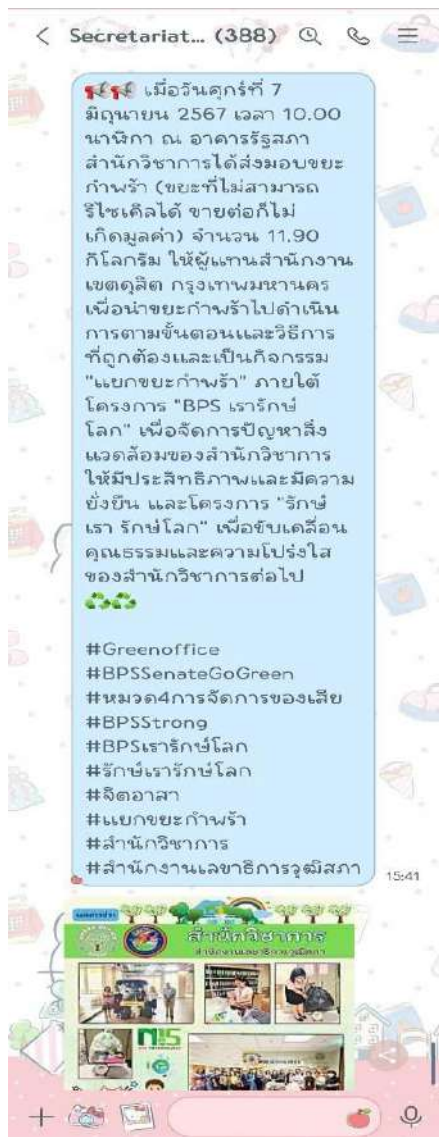 Secretariat... (388)
เมื่อวันศุกร์ที่ 7
มิถุนายน 2567 เวลา 10.00
นาฬิกา ณ อาคารรัฐสภา
สำนักวิชาการได้ส่งมอบขยะ
กำพร้า (ขยะที่ไม่สามารถ
รีไซเคิลได้ ขายต่อก็ไม่
เกิดมูลค่า) จำนวน 11.90
กิโลกรัม ให้ผู้แทนสำนักงาน
เขตดุสิต กรุงเทพมหานคร
เพื่อนำขยะกำพร้าไปดำเนิน
การตามขั้นตอนและวิธีการ
ที่ถูกต้องและเป็นกิจกรรม
"แยกขยะกำพร้า" ภายใต้
โครงการ "BPS เรารักษ์
โลก" เพื่อจัดการปัญหาสิ่ง
แวดล้อมของสำนักวิชาการ
ให้มีประสิทธิภาพและมีความ
ยั่งยืน และโครงการ "รักษ์
เรา รักษ์โลก" เพื่อขับเคลื่อน
คุณธรรมและความโปร่งใส
ของสำนักวิชาการต่อไป
#Greenoffice
#BPSSenateGoGreen
#หมวด4การจัดการของเสีย
#BPSStrong
#BPSเรารักษ์โลก
#รักษ์เรารักษ์โลก
#จิตอาสา
#แยกขยะกำพร้า
#สำนักวิชาการ
#สำนักงานเลขาธิการวุฒิสภา
15:41
สำนักวิชาการ
สำนักงานเลขาธิการวุฒิสภา